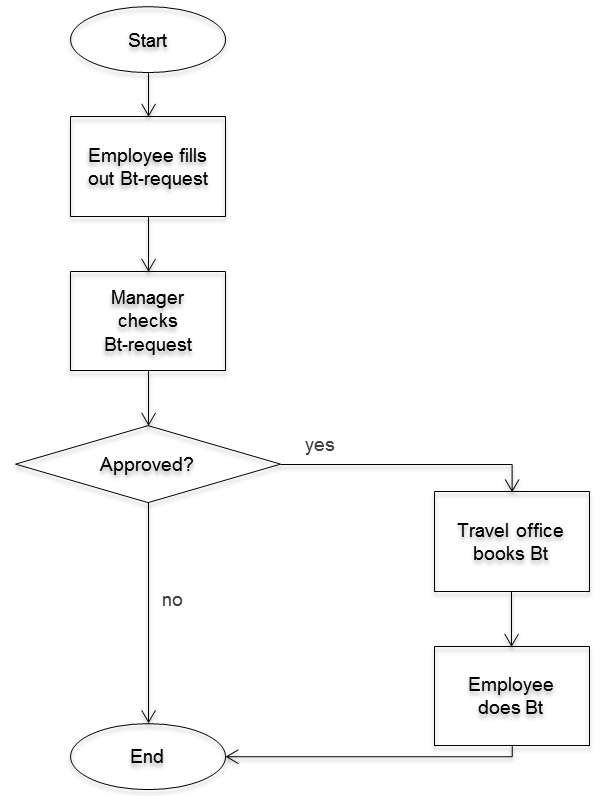 Start
Employee fills
out Bt-request
Manager
checks
Bt-request
Approved?
yes
Travel office
books Bt
no
Employee
does Bt
End